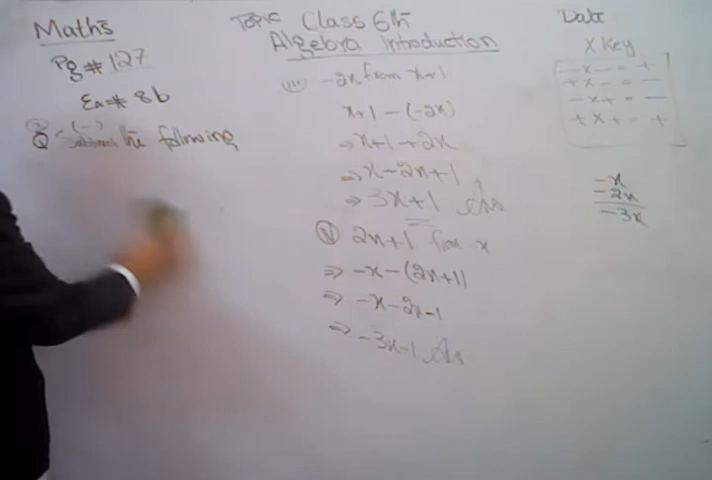 Maths
Pg # 127
Ex # 8b
Q (-) Subtract the following
TOPIC Class 6th
Algebra Introduction
(iii) -2x from x+1
x+1 - (-2x)
⇒ x+1 + 2x
⇒ x+2x+1
⇒ 3x+1 Ans
2x+1 from x
⇒ -x-(2x+1)
⇒ -x-2x-1
⇒ -3x-1 Ans
Date
X Key
- x - = +
+ x - = -
- x + = -
+ x + = +
-x
-2x
-3x